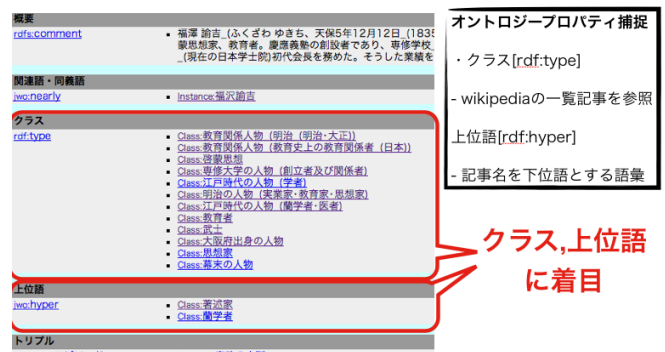 概要
rdfs:comment
福澤 諭吉_(ふくざわ ゆきち、天保5年12月12日_(1835
蒙思想家、教育者。慶應義塾の創設者であり、専修学校_
_(現在の日本学士院)初代会長を務めた。そうした業績を
関連語・同義語
jwo:nearly
Instance:福沢諭吉
クラス
rdf:type
Class:教育関係人物（明治（明治･大正））
Class:教育関係人物（教育史上の教育関係者（日本））
Class:啓蒙思想
Class:専修大学の人物（創立者及び関係者）
Class:江戸時代の人物（学者）
Class:明治の人物（実業家･教育家･思想家）
Class:江戸時代の人物（蘭学者･医者）
Class:教育者
Class:武士
Class:大阪府出身の人物
Class:思想家
Class:幕末の人物
上位語
jwo:hyper
Class:著述家
Class:蘭学者
トリプル
オントロジープロパティ捕捉
・クラス[rdf:type]
- wikipediaの一覧記事を参照
上位語[rdf:hyper]
- 記事名を下位語とする語彙
クラス,上位語
に着目